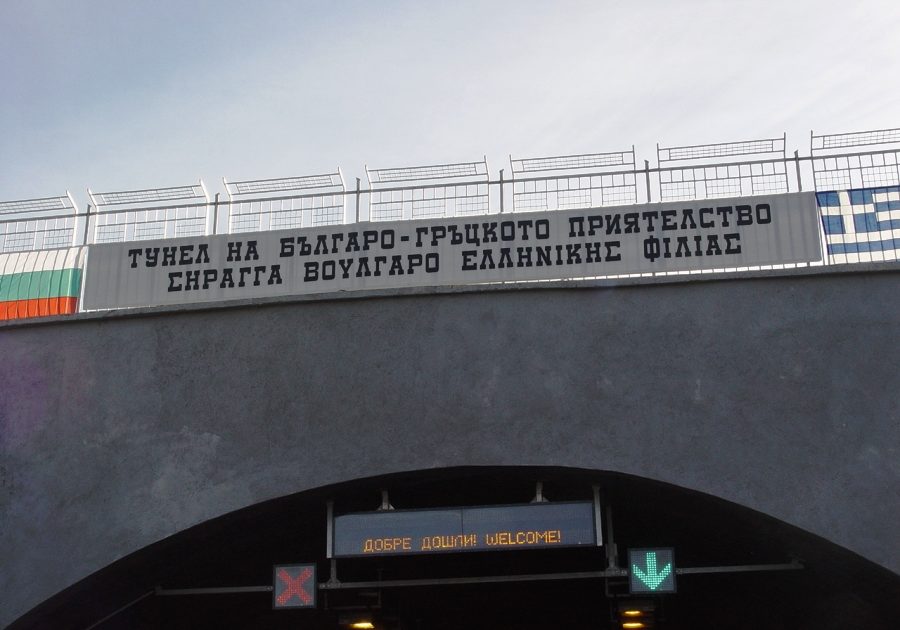 ТУНЕЛ НА БЪЛГАРО-ГРЪЦКОТО ПРИЯТЕЛСТВО
ΣΗΡΑΓΓΑ ΒΟΥΛΓΑΡΟ ΕΛΛΗΝΙΚΗΣ ΦΙΛΙΑΣ
ДОБРЕ ДОШЛИ! WELCOME!